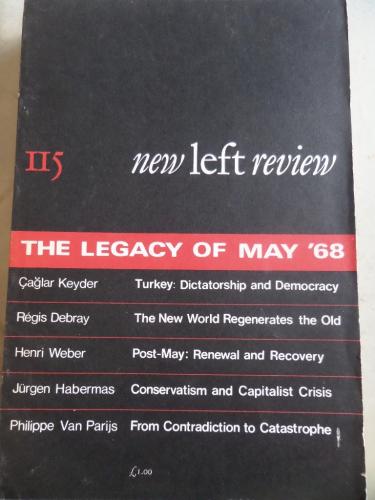 115 new left review
THE LEGACY OF MAY '68
Çağlar Keyder Turkey: Dictatorship and Democracy
Régis Debray The New World Regenerates the Old
Henri Weber Post-May: Renewal and Recovery
Jürgen Habermas Conservatism and Capitalist Crisis
Philippe Van Parijs From Contradiction to Catastrophe
£1.00